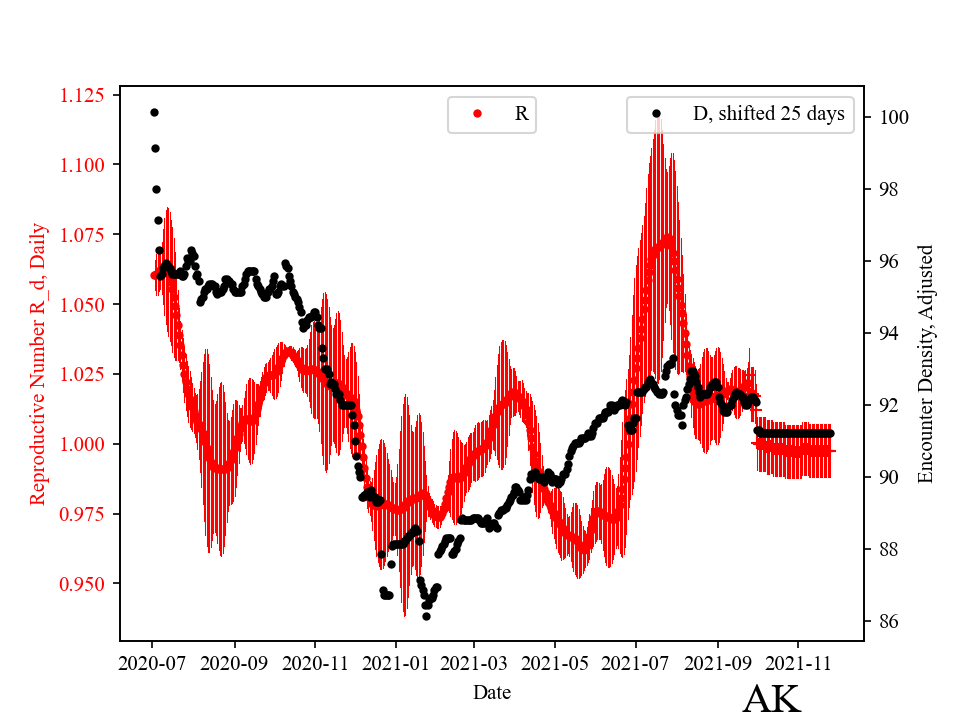 R
D, shifted 25 days
1.125
1.100
1.075
1.050
1.025
1.000
0.975
0.950
Reproductive Number R_d, Daily
100
98
96
94
92
90
88
86
Encounter Density, Adjusted
2020-07 2020-09 2020-11 2021-01 2021-03 2021-05 2021-07 2021-09 2021-11
Date
AK